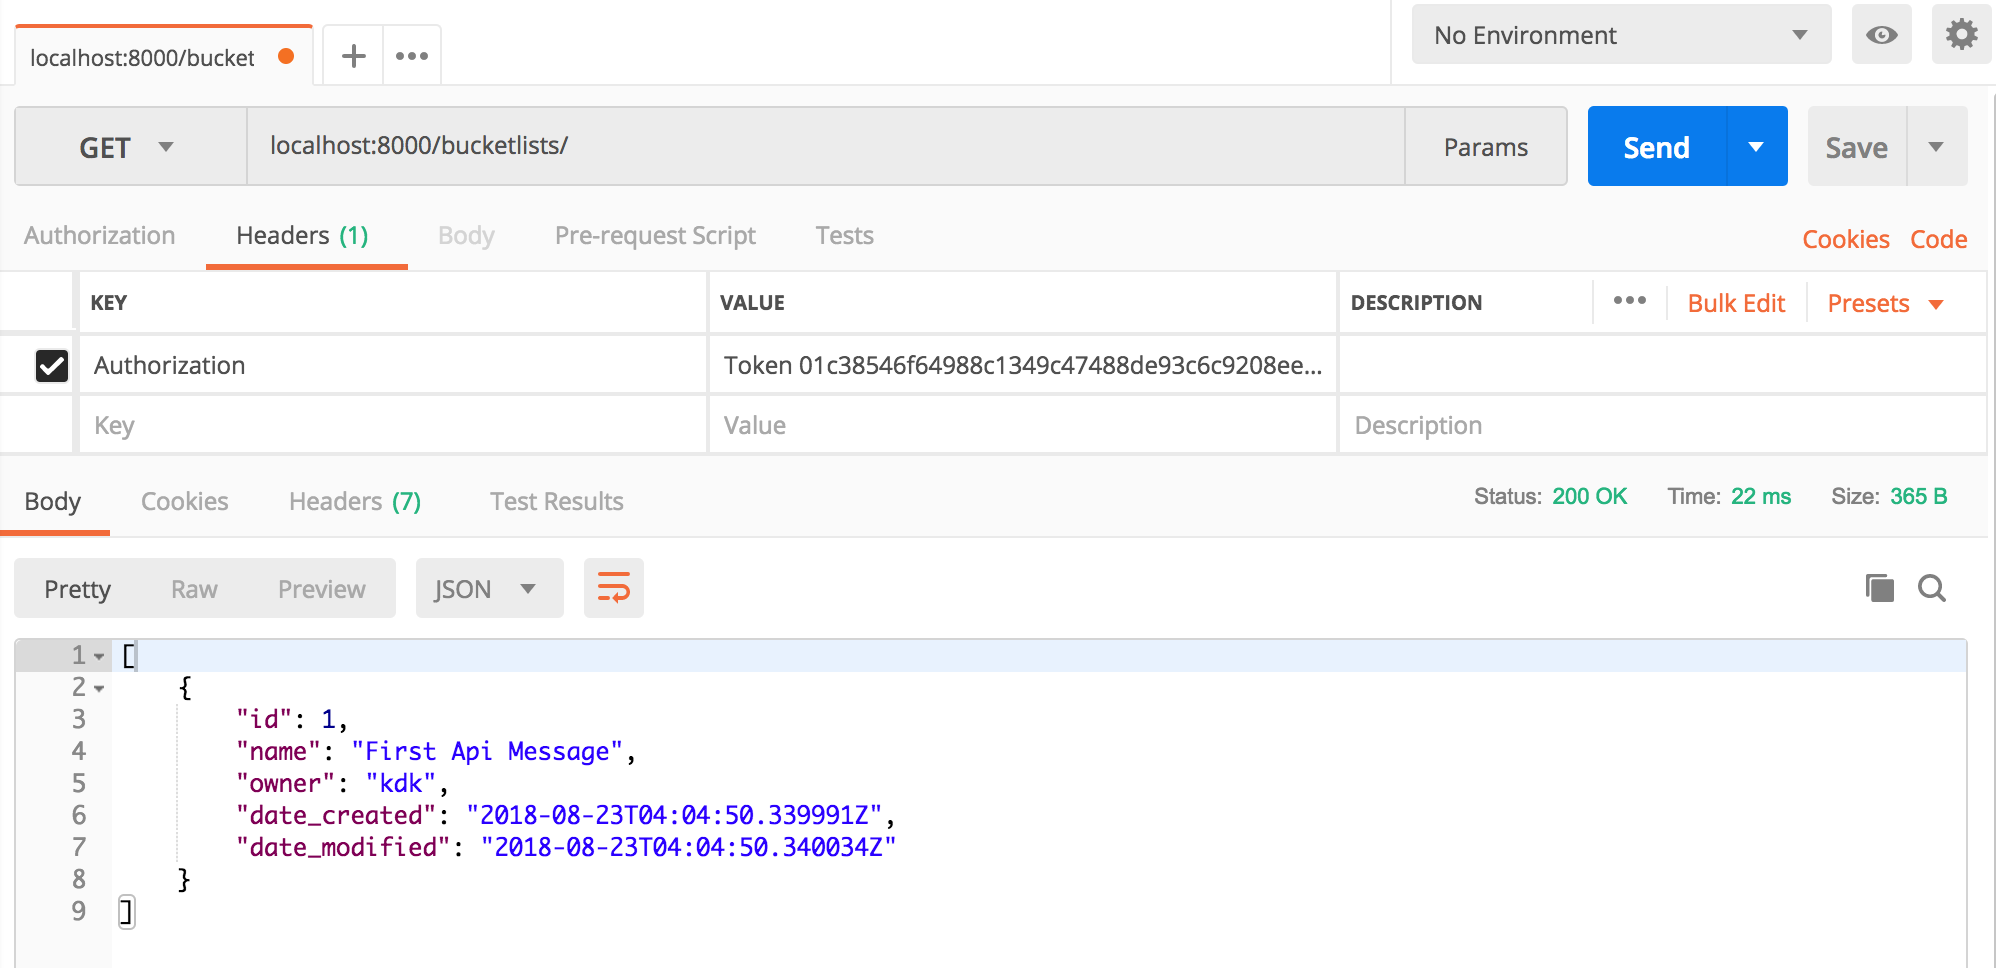 localhost:8000/bucket
No Environment
GET localhost:8000/bucketlists/ Params Send Save
Authorization Headers (1) Body Pre-request Script Tests Cookies Code
KEY VALUE DESCRIPTION Bulk Edit Presets
Authorization Token 01c38546f64988c1349c47488de93c6c9208ee...
Key Value Description
Body Cookies Headers (7) Test Results Status: 200 OK Time: 22 ms Size: 365 B
Pretty Raw Preview JSON
1 [
2 {
3 "id": 1,
4 "name": "First Api Message",
5 "owner": "kdk",
6 "date_created": "2018-08-23T04:04:50.339991Z",
7 "date_modified": "2018-08-23T04:04:50.340034Z"
8 }
9 ]